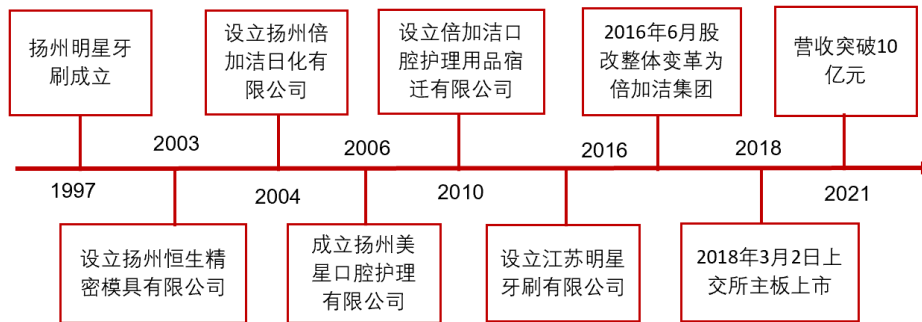 扬州明星牙
刷成立
设立扬州倍
加洁日化有
限公司
设立倍加洁口
腔护理用品宿
迁有限公司
2016年6月股
改整体变革为
倍加洁集团
营收突破10
亿元
2003
2006
2016
2018
1997
2004
2010
2021
设立扬州恒生精
密模具有限公司
成立扬州美
星口腔护理
有限公司
设立江苏明星
牙刷有限公司
2018年3月2日上
交所主板上市